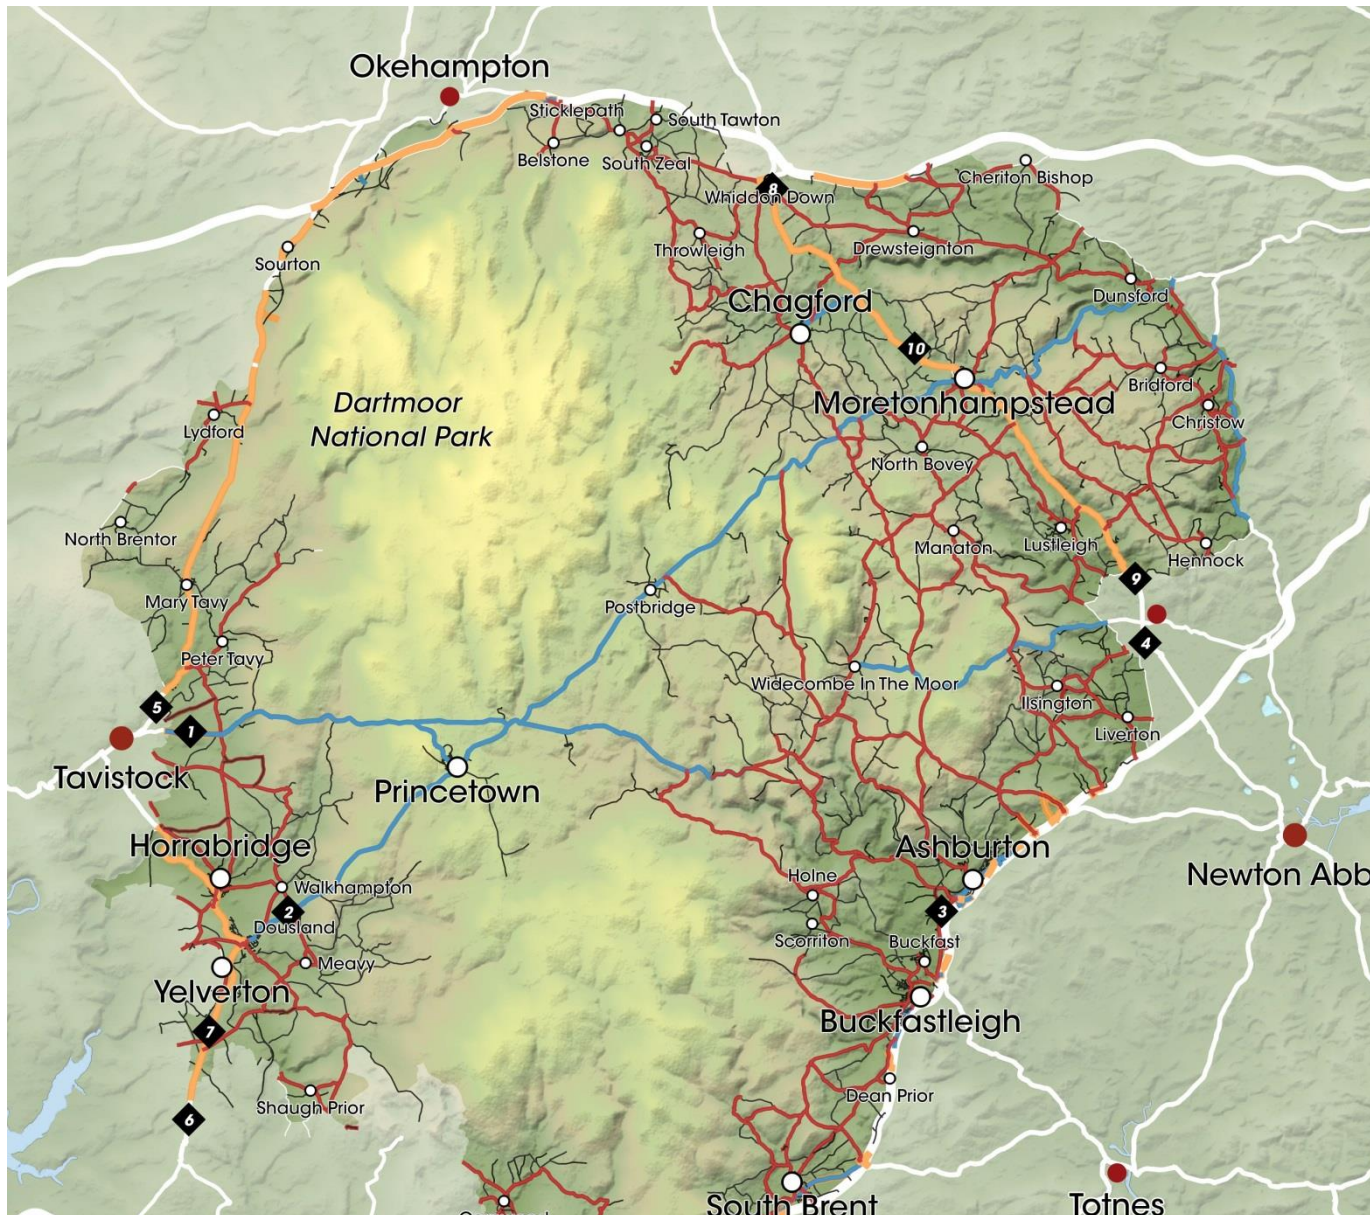 Okehampton
Sticklepath
South Tawton
Belstone
South Zeal
Cheriton Bishop
8
Whiddon Down
Throwleigh
Drewsteignton
Sourton
Dunsford
Chagford
10
Bridford
Dartmoor
National Park
Moretonhampstead
Christow
Lydford
North Bovey
North Brentor
Manaton
Lustleigh
Hennock
9
Mary Tavy
Postbridge
4
Peter Tavy
Widecombe In The Moor
Ilsington
5
1
Liverton
Tavistock
Princetown
Horrabridge
Ashburton
Newton Abb
Holne
Walkhampton
2
3
Dousland
Scorriton
Buckfast
Meavy
Yelverton
Buckfastleigh
7
Dean Prior
Shaugh Prior
6
South Brent
Totnes